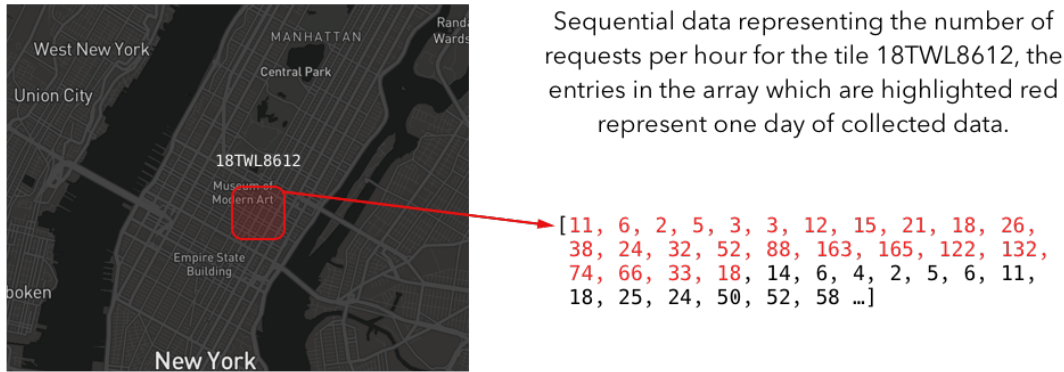 West New York
MANHATTAN
Randa
Wards
Central Park
Union City
18TWL8612
Museum of
Modern Art
Empire State
Building
boken
New York
Sequential data representing the number of
requests per hour for the tile 18TWL8612, the
entries in the array which are highlighted red
represent one day of collected data.
[11, 6, 2, 5, 3, 3, 12, 15, 21, 18, 26,
38, 24, 32, 52, 88, 163, 165, 122, 132,
74, 66, 33, 18, 14, 6, 4, 2, 5, 6, 11,
18, 25, 24, 50, 52, 58 …]